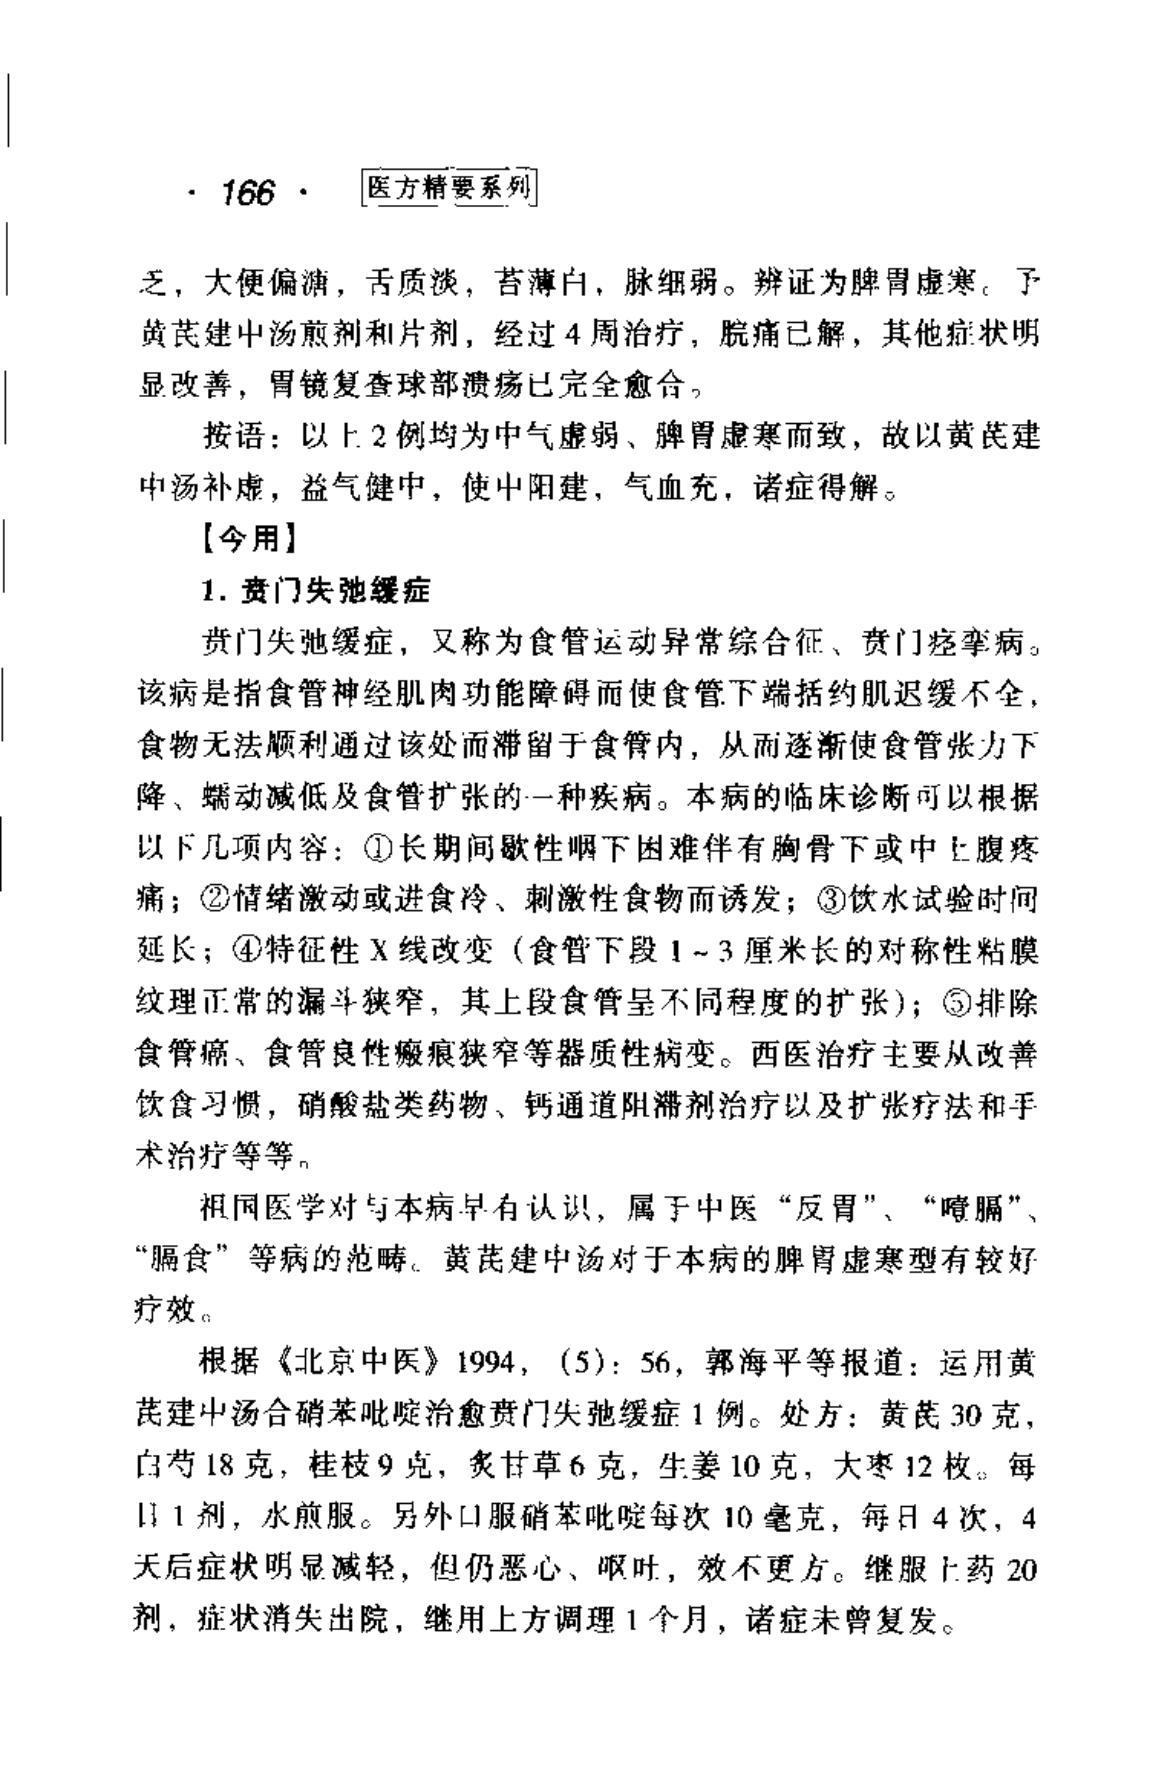 · 166 · 医方精要系列
乏，大便偏溏，舌质淡，苔薄白，脉细弱。辨证为脾胃虚寒。予
黄芪建中汤煎剂和片剂，经过 4 周治疗，脘痛已解，其他症状明
显改善，胃镜复查球部溃疡已完全愈合。
按语：以上 2 例均为中气虚弱、脾胃虚寒而致，故以黄芪建
中汤补虚，益气健中，使中阳建，气血充，诸症得解。
【今用】
1. 贲门失弛缓症
贲门失弛缓症，又称为食管运动异常综合征、贲门痉挛病。
该病是指食管神经肌肉功能障碍而使食管下端括约肌迟缓不全，
食物无法顺利通过该处而滞留于食管内，从而逐渐使食管张力下
降、蠕动减低及食管扩张的一种疾病。本病的临床诊断可以根据
以下几项内容：①长期间歇性咽下困难伴有胸骨下或中上腹疼
痛；②情绪激动或进食冷、刺激性食物而诱发；③饮水试验时间
延长；④特征性 X 线改变（食管下段 1～3 厘米长的对称性粘膜
纹理正常的漏斗狭窄，其上段食管呈不同程度的扩张）；⑤排除
食管癌、食管良性瘢痕狭窄等器质性病变。西医治疗主要从改善
饮食习惯，硝酸盐类药物、钙通道阻滞剂治疗以及扩张疗法和手
术治疗等等。
祖国医学对与本病早有认识，属于中医“反胃”、“噎膈”、
“膈食”等病的范畴。黄芪建中汤对于本病的脾胃虚寒型有较好
疗效。
根据《北京中医》1994，（5）：56，郭海平等报道：运用黄
芪建中汤合硝苯吡啶治愈贲门失弛缓症 1 例。处方：黄芪 30 克，
白芍 18 克，桂枝 9 克，炙甘草 6 克，生姜 10 克，大枣 12 枚。每
日 1 剂，水煎服。另外口服硝苯吡啶每次 10 毫克，每日 4 次，4
天后症状明显减轻，但仍恶心、呕吐，效不更方。继服上药 20
剂，症状消失出院，继用上方调理 1 个月，诸症未曾复发。